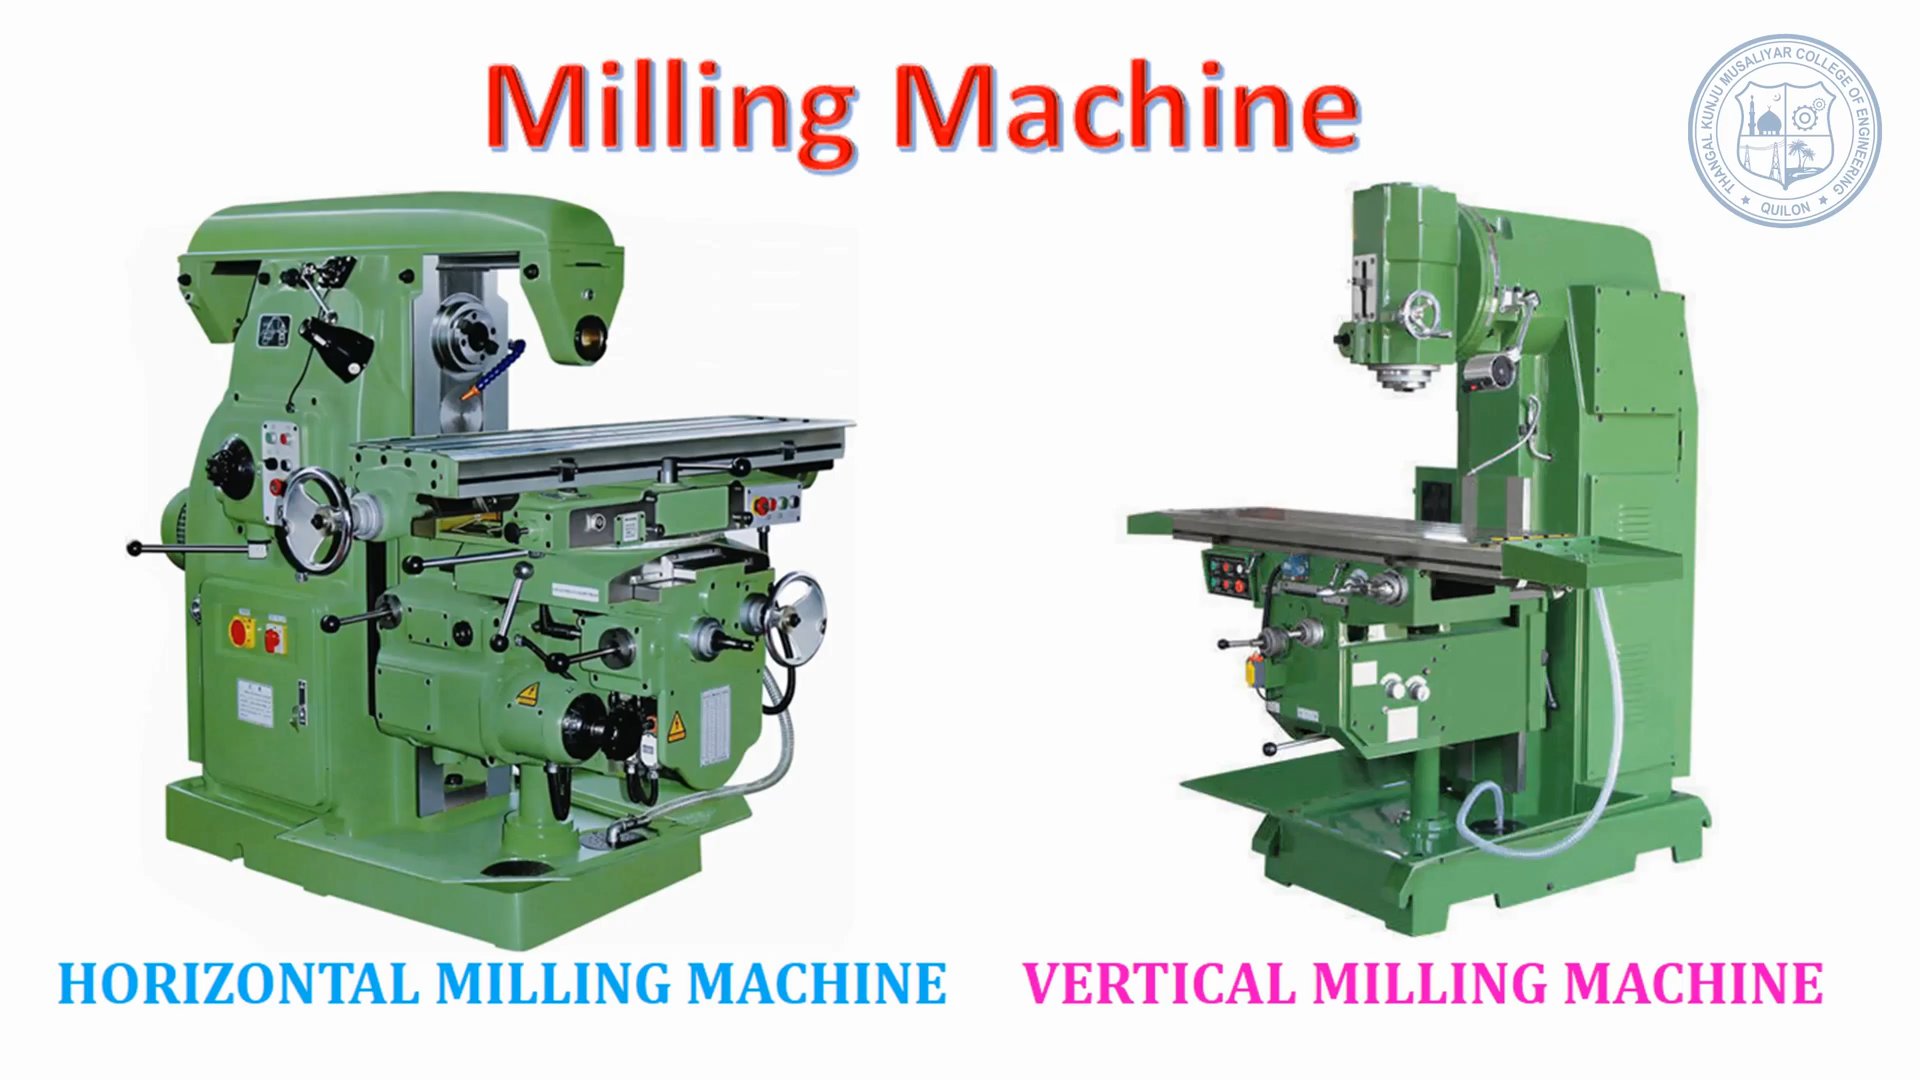 Milling Machine
THANGAL KUNJU MUSALIYAR COLLEGE OF ENGINEERING
★ QUILON ★
HORIZONTAL MILLING MACHINE
VERTICAL MILLING MACHINE